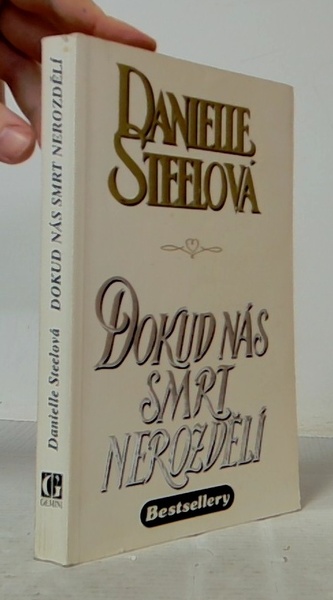 DANIELLE
STEELOVÁ
DOKUD NÁS
SMRT
NEROZDĚLÍ
Bestsellery
Danielle Steelová DOKUD NÁS SMRT NEROZDĚLÍ
G
GEMINI